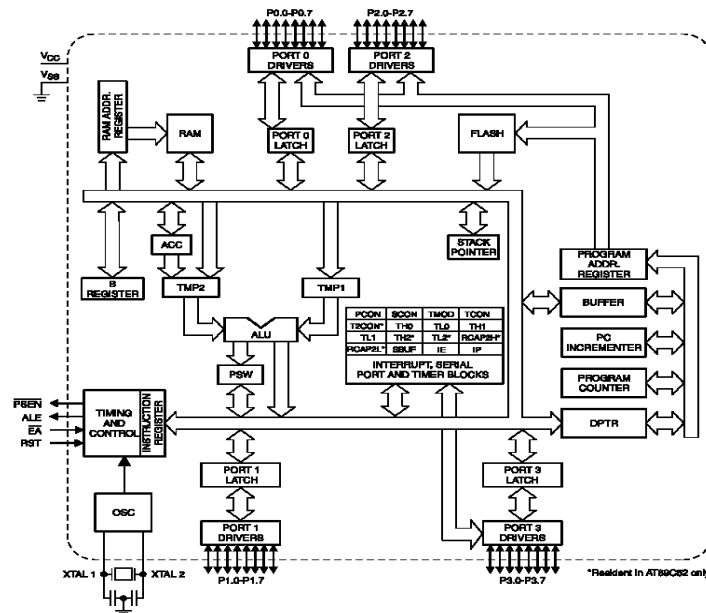 P0.0-P0.7
P2.0-P2.7
VCC
VSS
PORT 0
DRIVERS
PORT 2
DRIVERS
RAM ADDR.
REGISTER
RAM
PORT 0
LATCH
PORT 2
LATCH
FLASH
B
REGISTER
ACC
STACK
POINTER
PROGRAM
ADDR.
REGISTER
TMP2
TMP1
BUFFER
ALU
PCON SCON TMOD TCON
T2CON* TH0 TL0 TH1
TL1 TH2* TL2* RCAP2H*
RCAP2L* SBUF IE IP
INTERRUPT, SERIAL
PORT AND TIMER BLOCKS
PC
INCREMENTER
PSW
PROGRAM
COUNTER
PSEN
ALE
EA
RST
TIMING
AND
CONTROL
INSTRUCTION
REGISTER
DPTR
PORT 1
LATCH
PORT 3
LATCH
OSC
PORT 1
DRIVERS
PORT 3
DRIVERS
XTAL 1
XTAL 2
P1.0-P1.7
P3.0-P3.7
*Resident in AT89C52 only